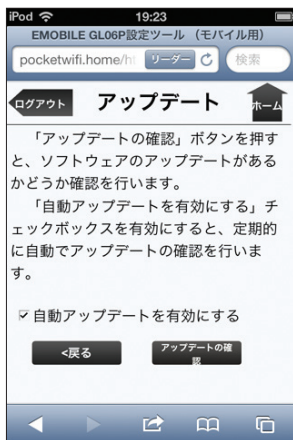 iPod 19:23
EMOBILE GL06P設定ツール （モバイル用）
pocketwifi.home/ht リーダー 検索
ログアウト アップデート ホーム
「アップデートの確認」ボタンを押す
と、ソフトウェアのアップデートがある
かどうか確認を行います。
「自動アップデートを有効にする」チ
ェックボックスを有効にすると、定期的
に自動でアップデートの確認を行いま
す。
自動アップデートを有効にする
<戻る アップデートの確
認